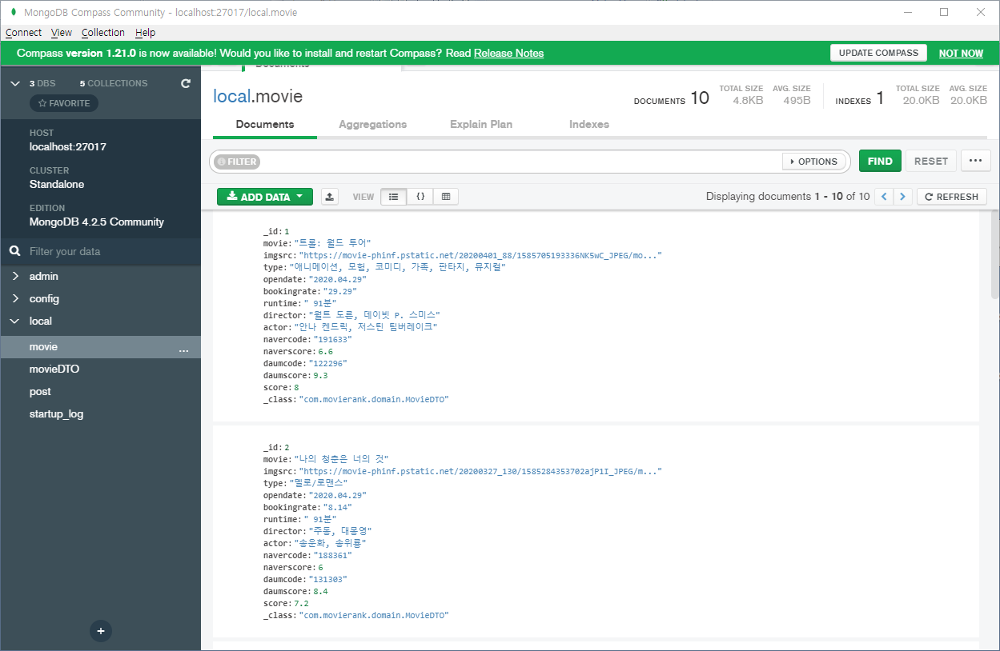 MongoDB Compass Community - localhost:27017/local.movie
Connect View Collection Help
Compass version 1.21.0 is now available! Would you like to install and restart Compass? Read Release Notes
UPDATE COMPASS
NOT NOW
3 DBS 5 COLLECTIONS
FAVORITE
HOST
localhost:27017
CLUSTER
Standalone
EDITION
MongoDB 4.2.5 Community
Filter your data
admin
config
local
movie ...
movieDTO
post
startup_log
+
Documents
local.movie
DOCUMENTS 10
TOTAL SIZE
4.8KB
AVG. SIZE
495B
INDEXES 1
TOTAL SIZE
20.0KB
AVG. SIZE
20.0KB
Documents Aggregations Explain Plan Indexes
FILTER
OPTIONS
FIND
RESET
...
ADD DATA
VIEW
{}
Displaying documents 1 - 10 of 10
REFRESH
_id: 1
movie: "트롤: 월드 투어"
imgsrc: "https://movie-phinf.pstatic.net/20200401_88/1585705193336NK5wC_JPEG/mo..."
type: "애니메이션, 모험, 코미디, 가족, 판타지, 뮤지컬"
opendate: "2020.04.29"
bookingrate: "29.29"
runtime: " 91분"
director: "월트 도른, 데이빗 P. 스미스"
actor: "안나 켄드릭, 저스틴 팀버레이크"
navercode: "191633"
naverscore: 6.6
daumcode: "122296"
daumscore: 9.3
score: 8
_class: "com.movierank.domain.MovieDTO"
_id: 2
movie: "나의 청춘은 너의 것"
imgsrc: "https://movie-phinf.pstatic.net/20200327_130/1585284353702ajP1I_JPEG/m..."
type: "멜로/로맨스"
opendate: "2020.04.29"
bookingrate: "8.14"
runtime: " 91분"
director: "주동, 대몽영"
actor: "송운화, 송위룡"
navercode: "188361"
naverscore: 6
daumcode: "131303"
daumscore: 8.4
score: 7.2
_class: "com.movierank.domain.MovieDTO"